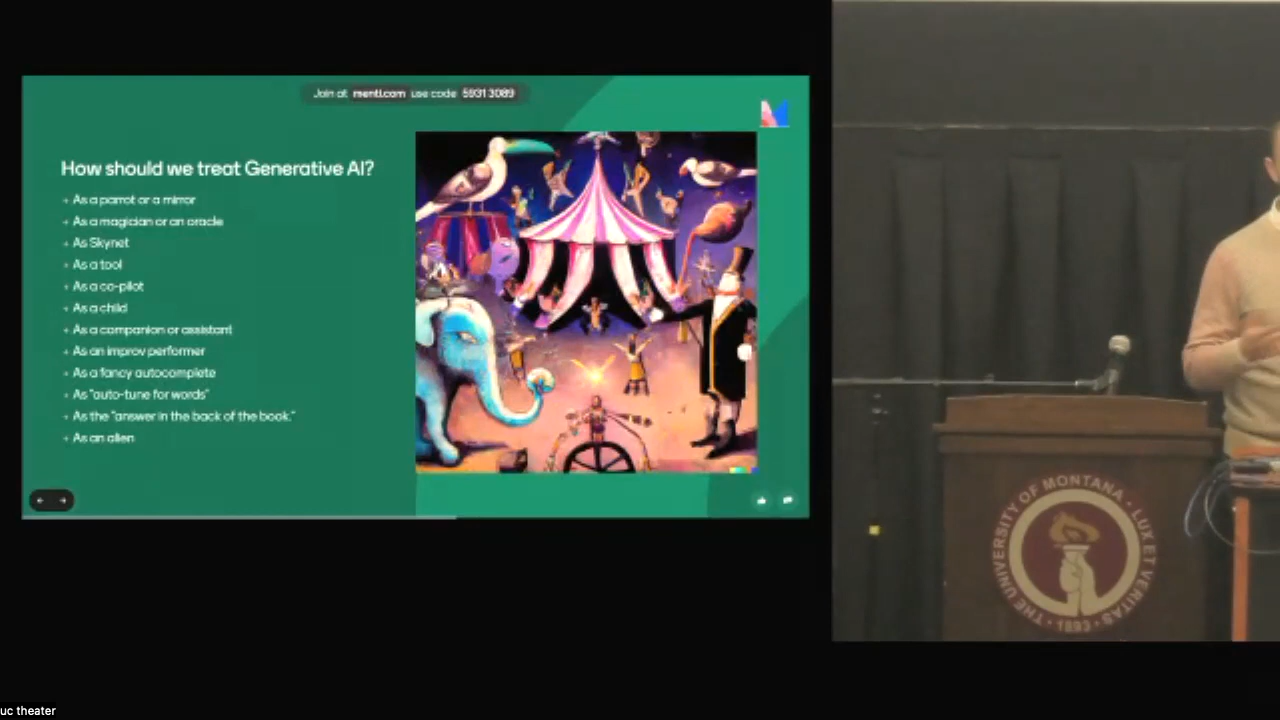 Join at menti.com use code 5931 3089
How should we treat Generative AI?
As a parrot or a mirror
As a magician or an oracle
As Skynet
As a tool
As a co-pilot
As a child
As a companion or assistant
As an improv performer
As a fancy autocomplete
As "auto-tune for words"
As the "answer in the back of the book."
As an alien
THE UNIVERSITY OF MONTANA · LUX ET VERITAS · 1893 ·
uc theater